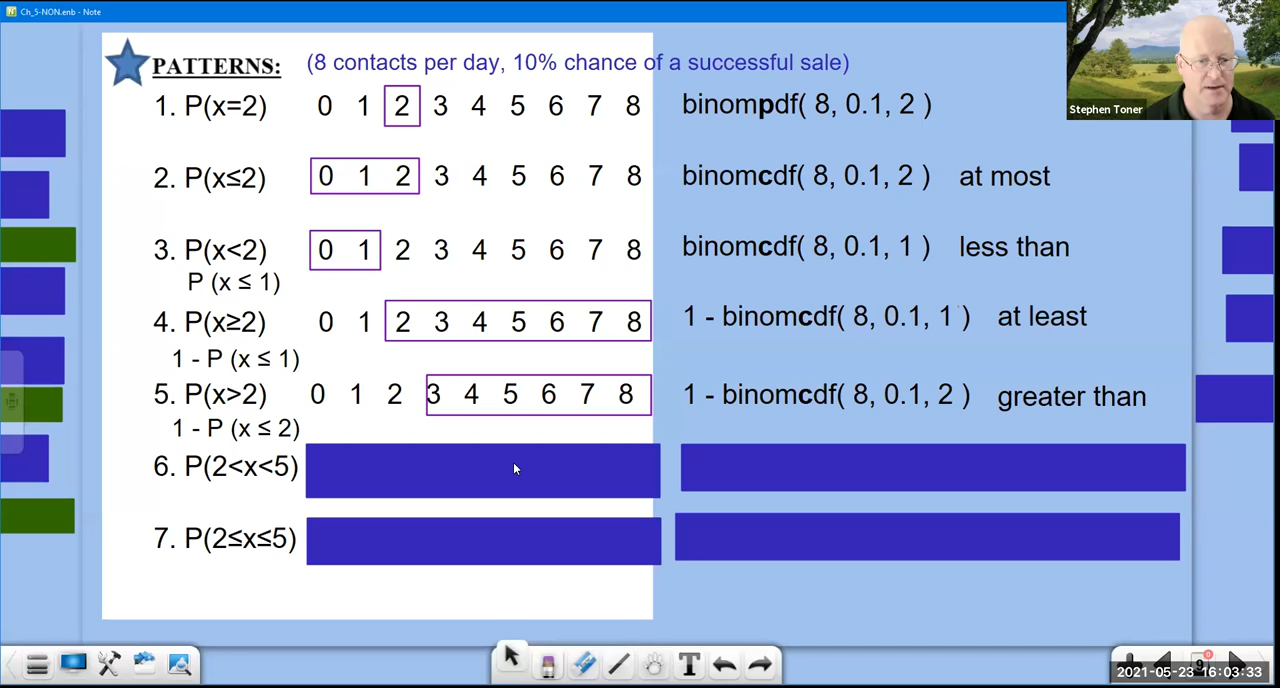 Ch_5-NON.enb - Note
PATTERNS: (8 contacts per day, 10% chance of a successful sale)
Stephen Toner
1. P(x=2) 0 1 2 3 4 5 6 7 8 binompdf( 8, 0.1, 2 )
2. P(x≤2) 0 1 2 3 4 5 6 7 8 binomcdf( 8, 0.1, 2 ) at most
3. P(x<2) 0 1 2 3 4 5 6 7 8 binomcdf( 8, 0.1, 1 ) less than
P (x ≤ 1)
4. P(x≥2) 0 1 2 3 4 5 6 7 8 1 - binomcdf( 8, 0.1, 1 ) at least
1 - P (x ≤ 1)
5. P(x>2) 0 1 2 3 4 5 6 7 8 1 - binomcdf( 8, 0.1, 2 ) greater than
1 - P (x ≤ 2)
6. P(2<x<5)
7. P(2≤x≤5)
T
9
2021-05-23 16:03:33